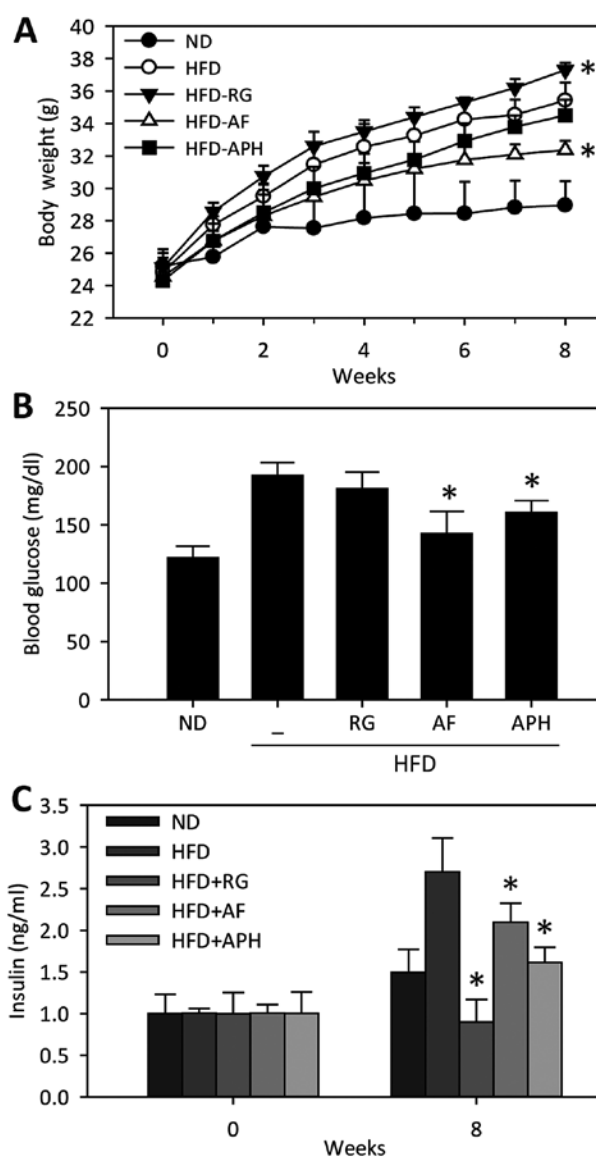 A
Body weight (g)
40
38
36
34
32
30
28
26
24
22
ND
HFD
HFD-RG
HFD-AF
HFD-APH
*
*
0
2
4
6
8
Weeks
B
Blood glucose (mg/dl)
250
200
150
100
50
0
*
*
ND
–
RG
AF
APH
HFD
C
Insulin (ng/ml)
3.5
3.0
2.5
2.0
1.5
1.0
0.5
0.0
ND
HFD
HFD+RG
HFD+AF
HFD+APH
*
*
*
0
8
Weeks